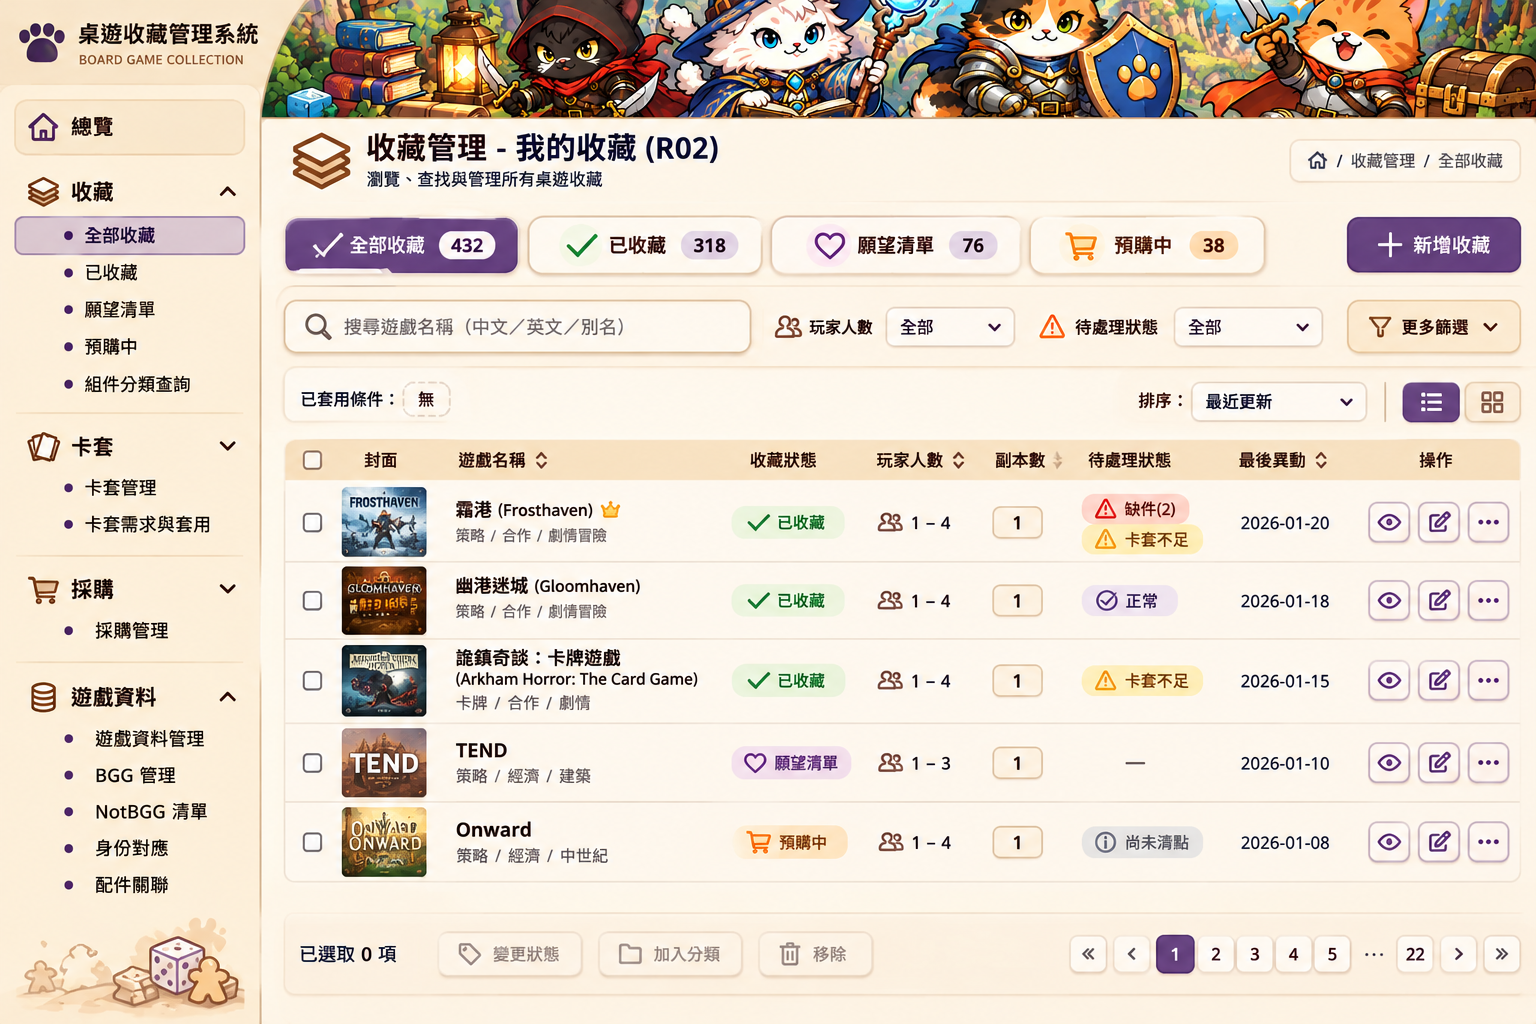 桌遊收藏管理系統
BOARD GAME COLLECTION
總覽
收藏
全部收藏
已收藏
願望清單
預購中
組件分類查詢
卡套
卡套管理
卡套需求與套用
採購
採購管理
遊戲資料
遊戲資料管理
BGG 管理
NotBGG 清單
身份對應
配件關聯
收藏管理 - 我的收藏 (R02)
瀏覽、查找與管理所有桌遊收藏
/ 收藏管理 / 全部收藏
全部收藏 432
已收藏 318
願望清單 76
預購中 38
新增收藏
搜尋遊戲名稱（中文／英文／別名）
玩家人數 全部
待處理狀態 全部
更多篩選
已套用條件： 無
排序： 最近更新
封面 遊戲名稱 收藏狀態 玩家人數 副本數 待處理狀態 最後異動 操作
FROSTHAVEN
霜港 (Frosthaven)
策略 / 合作 / 劇情冒險
已收藏 1 – 4 1
缺件(2)
卡套不足
2026-01-20
GLOOMHAVEN
幽港迷城 (Gloomhaven)
策略 / 合作 / 劇情冒險
已收藏 1 – 4 1 正常 2026-01-18
詭鎮奇談：卡牌遊戲
(Arkham Horror: The Card Game)
卡牌 / 合作 / 劇情
已收藏 1 – 4 1 卡套不足 2026-01-15
TEND
TEND
策略 / 經濟 / 建築
願望清單 1 – 3 1 — 2026-01-10
ONWARD
Onward
策略 / 經濟 / 中世紀
預購中 1 – 4 1 尚未清點 2026-01-08
已選取 0 項 變更狀態 加入分類 移除
« ‹ 1 2 3 4 5 ··· 22 › »